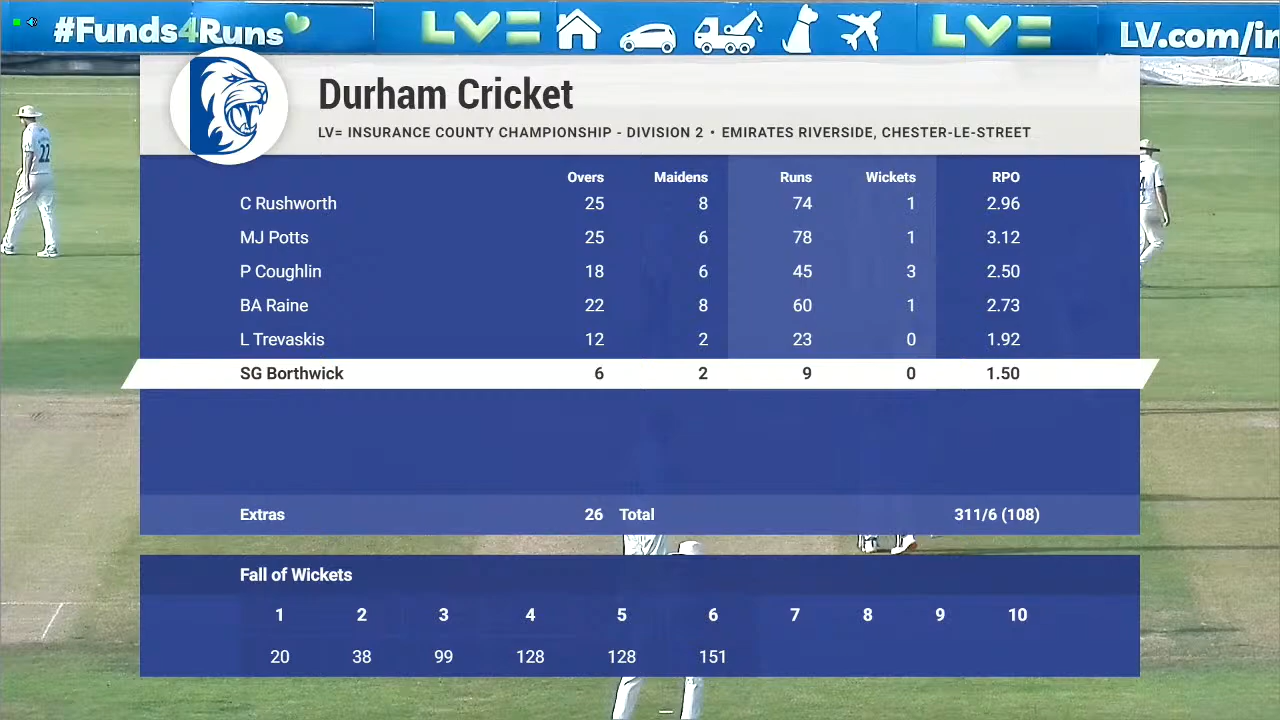 #Funds4Runs LV= LV= LV.com/in
Durham Cricket
LV= INSURANCE COUNTY CHAMPIONSHIP - DIVISION 2 • EMIRATES RIVERSIDE, CHESTER-LE-STREET
Overs Maidens Runs Wickets RPO
C Rushworth 25 8 74 1 2.96
MJ Potts 25 6 78 1 3.12
P Coughlin 18 6 45 3 2.50
BA Raine 22 8 60 1 2.73
L Trevaskis 12 2 23 0 1.92
SG Borthwick 6 2 9 0 1.50
Extras 26 Total 311/6 (108)
Fall of Wickets
1 2 3 4 5 6 7 8 9 10
20 38 99 128 128 151
22